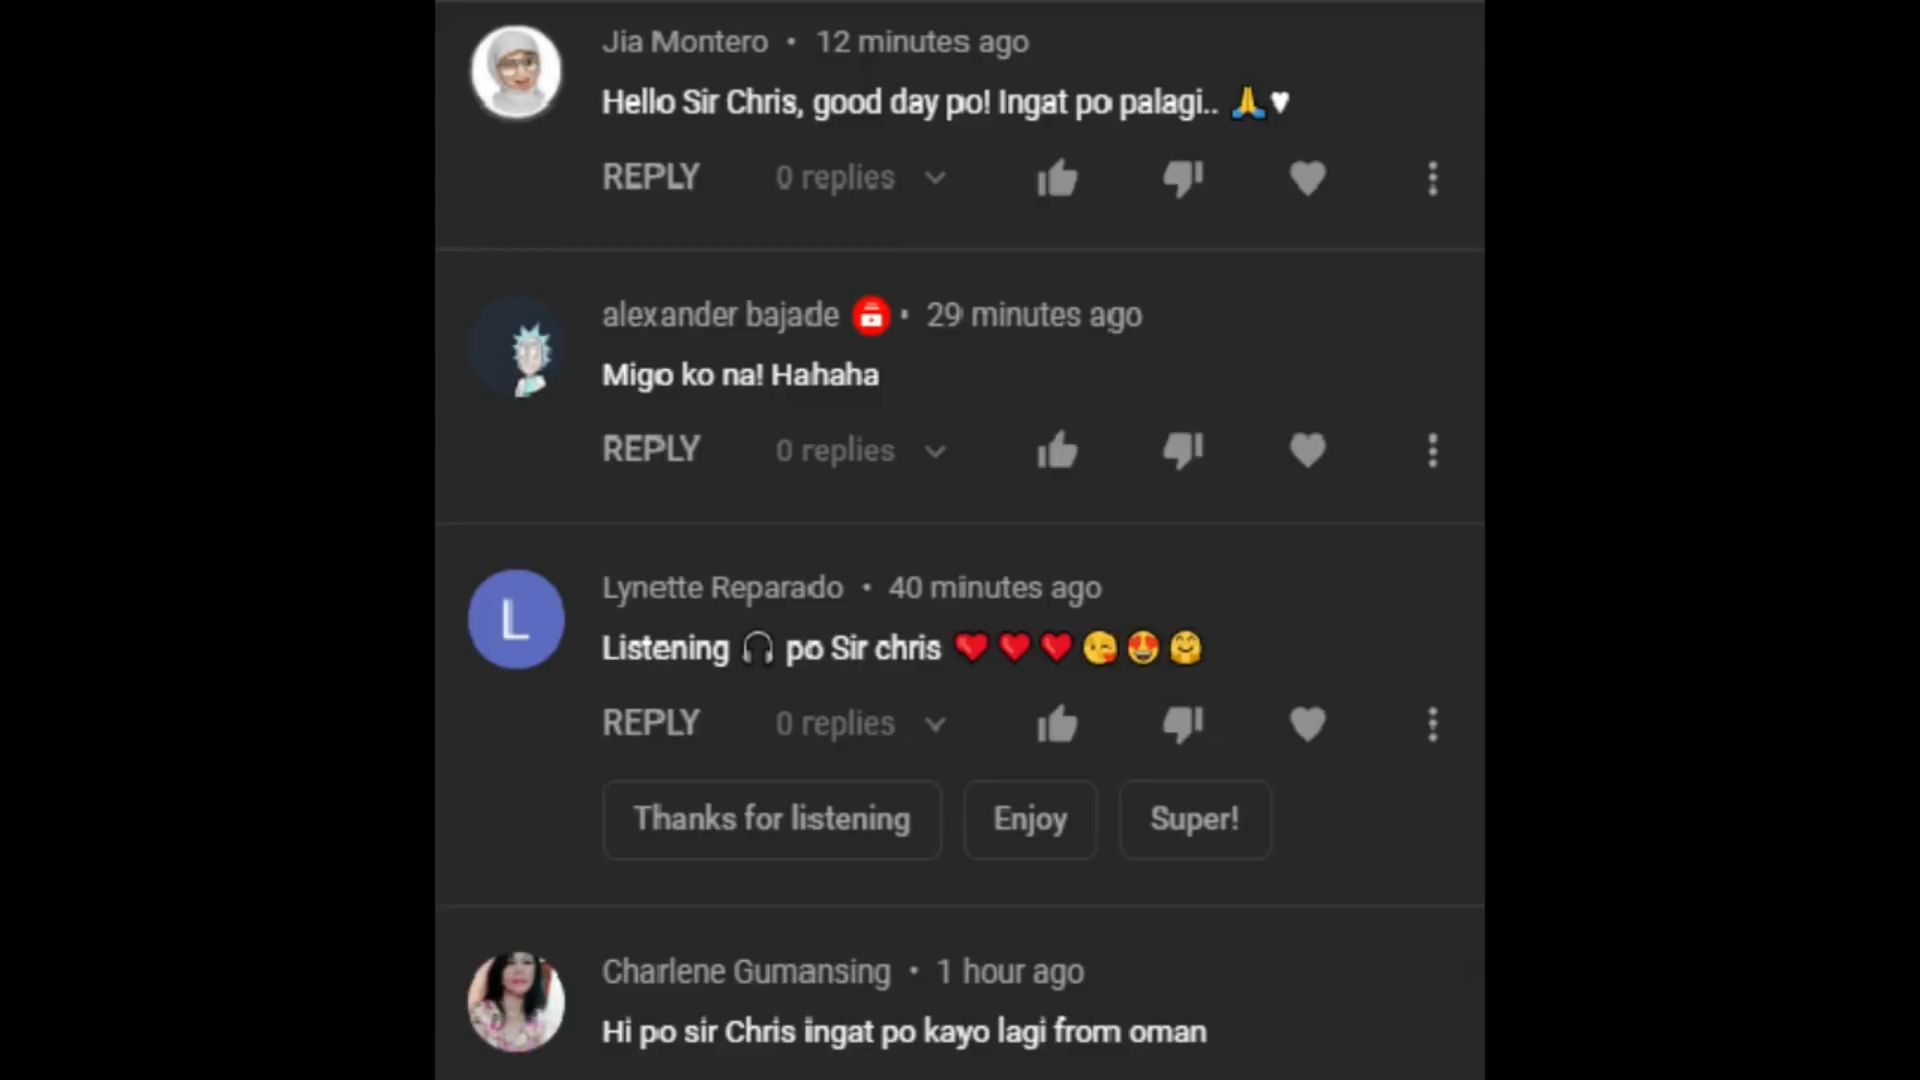 Jia Montero • 12 minutes ago
Hello Sir Chris, good day po! Ingat po palagi.. 🙏♥
REPLY 0 replies
alexander bajade • 29 minutes ago
Migo ko na! Hahaha
REPLY 0 replies
L
Lynette Reparado • 40 minutes ago
Listening 🎧 po Sir chris ❤️❤️❤️😘😍🤗
REPLY 0 replies
Thanks for listening Enjoy Super!
Charlene Gumansing • 1 hour ago
Hi po sir Chris ingat po kayo lagi from oman